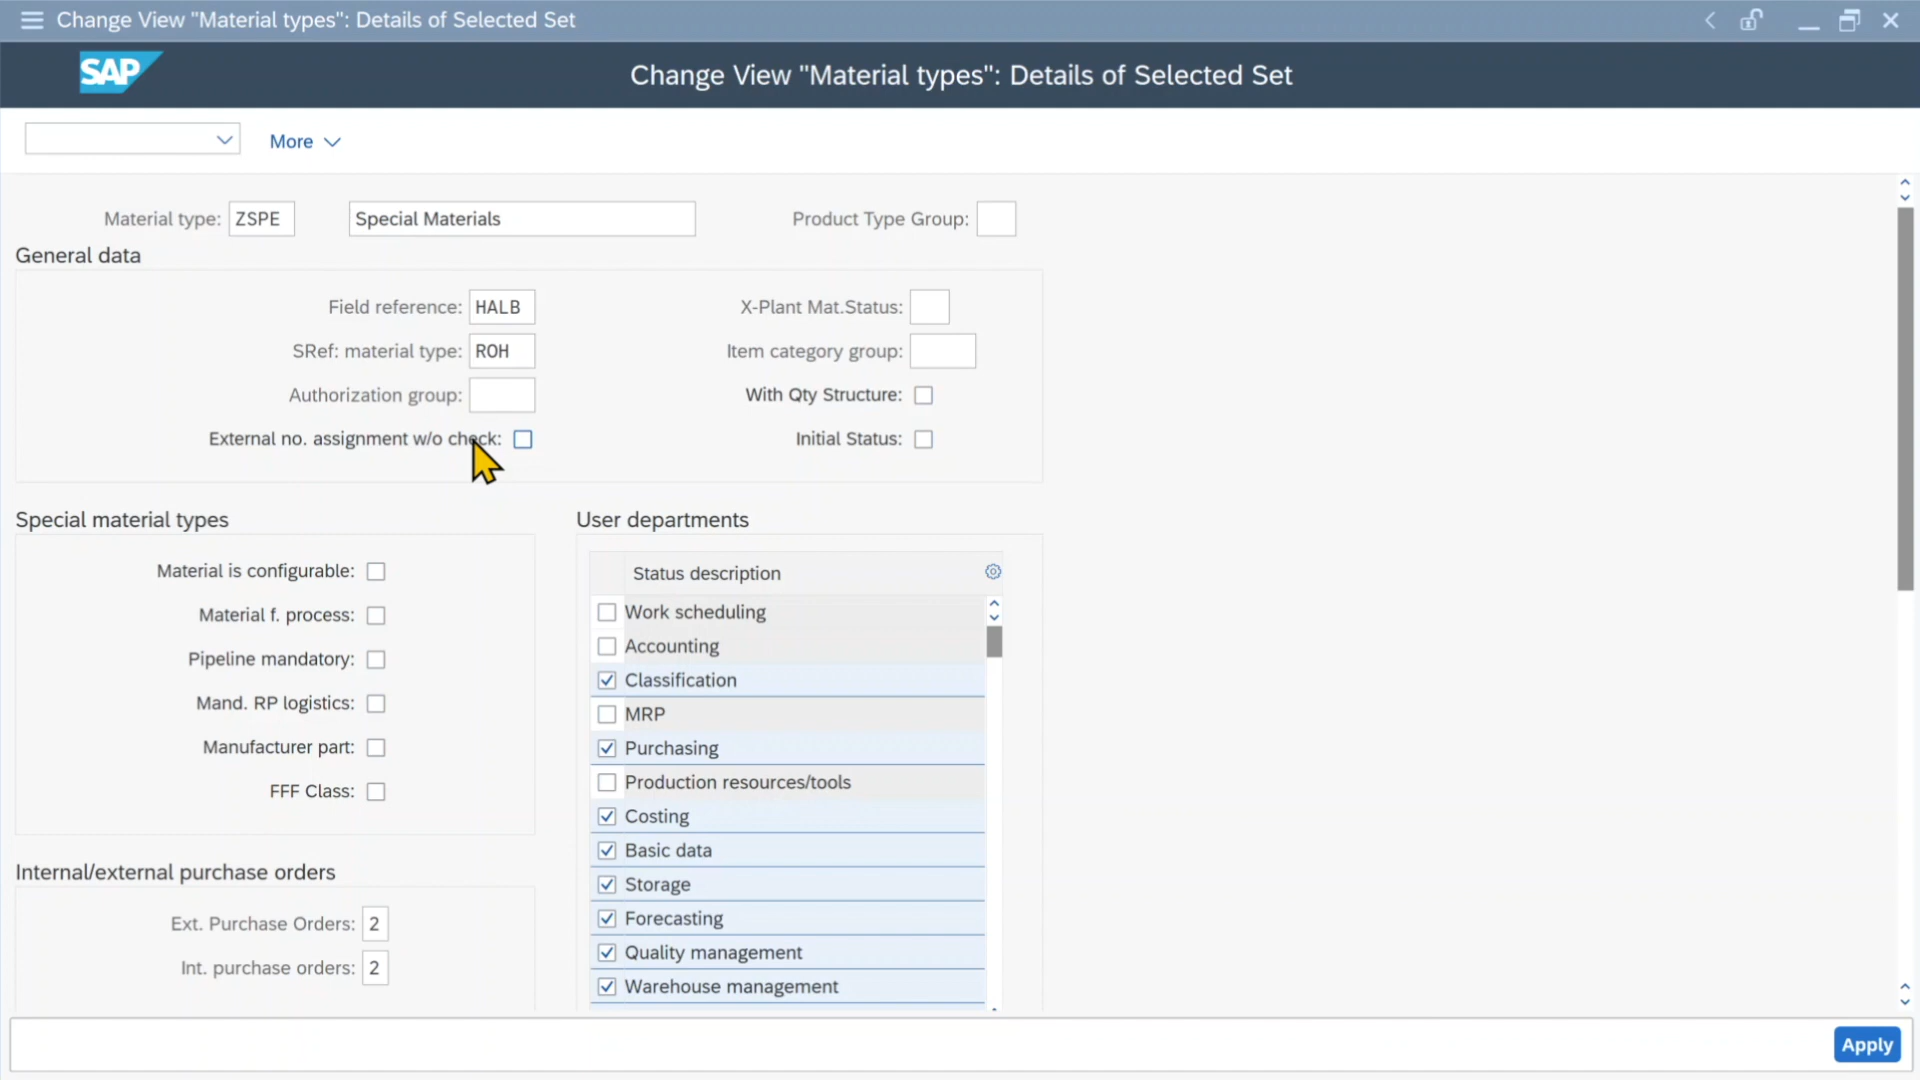 Change View "Material types": Details of Selected Set
SAP
Change View "Material types": Details of Selected Set
More
Material type: ZSPE Special Materials Product Type Group:
General data
Field reference: HALB X-Plant Mat.Status:
SRef: material type: ROH Item category group:
Authorization group: With Qty Structure:
External no. assignment w/o check: Initial Status:
Special material types
Material is configurable:
Material f. process:
Pipeline mandatory:
Mand. RP logistics:
Manufacturer part:
FFF Class:
User departments
Status description
Work scheduling
Accounting
Classification
MRP
Purchasing
Production resources/tools
Costing
Basic data
Storage
Forecasting
Quality management
Warehouse management
Internal/external purchase orders
Ext. Purchase Orders: 2
Int. purchase orders: 2
Apply